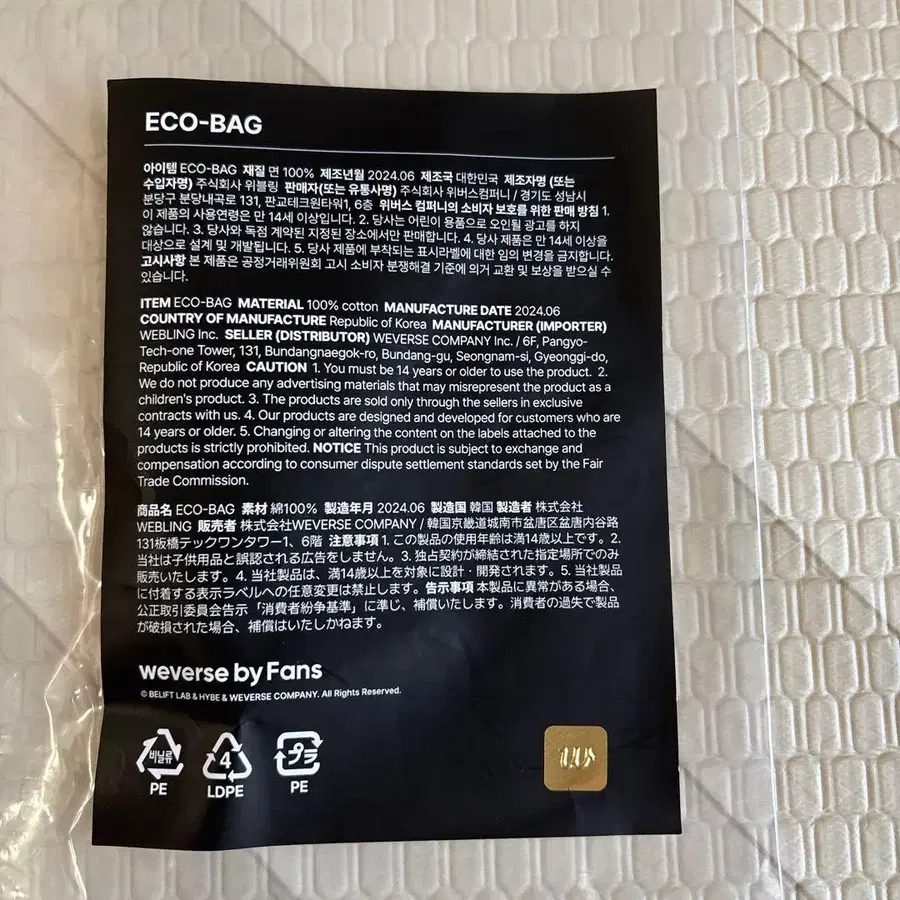 ECO-BAG
아이템 ECO-BAG 재질 면 100% 제조년월 2024.06 제조국 대한민국 제조자명 (또는
수입자명) 주식회사 위블링 판매자(또는 유통사명) 주식회사 위버스컴퍼니 / 경기도 성남시
분당구 분당내곡로 131, 판교테크원타워1, 6층 위버스 컴퍼니의 소비자 보호를 위한 판매 방침 1.
이 제품의 사용연령은 만 14세 이상입니다. 2. 당사는 어린이 용품으로 오인될 광고를 하지
않습니다. 3. 당사와 독점 계약된 지정된 장소에서만 판매합니다. 4. 당사 제품은 만 14세 이상을
대상으로 설계 및 개발됩니다. 5. 당사 제품에 부착되는 표시라벨에 대한 임의 변경을 금지합니다.
고시사항 본 제품은 공정거래위원회 고시 소비자 분쟁해결 기준에 의거 교환 및 보상을 받으실 수
있습니다.
ITEM ECO-BAG MATERIAL 100% cotton MANUFACTURE DATE 2024.06
COUNTRY OF MANUFACTURE Republic of Korea MANUFACTURER (IMPORTER)
WEBLING Inc. SELLER (DISTRIBUTOR) WEVERSE COMPANY Inc. / 6F, Pangyo-
Tech-one Tower, 131, Bundangnaegok-ro, Bundang-gu, Seongnam-si, Gyeonggi-do,
Republic of Korea CAUTION 1. You must be 14 years or older to use the product. 2.
We do not produce any advertising materials that may misrepresent the product as a
children's product. 3. The products are sold only through the sellers in exclusive
contracts with us. 4. Our products are designed and developed for customers who are
14 years or older. 5. Changing or altering the content on the labels attached to the
products is strictly prohibited. NOTICE This product is subject to exchange and
compensation according to consumer dispute settlement standards set by the Fair
Trade Commission.
商品名 ECO-BAG 素材 綿100% 製造年月 2024.06 製造国 韓国 製造者 株式会社
WEBLING 販売者 株式会社WEVERSE COMPANY / 韓国京畿道城南市盆唐区盆唐内谷路
131板橋テックワンタワー1、6階 注意事項 1. この製品の使用年齢は満14歳以上です。2.
当社は子供用品と誤認される広告をしません。3. 独占契約が締結された指定場所でのみ
販売いたします。4. 当社製品は、満14歳以上を対象に設計・開発されます。5. 当社製品
に付着する表示ラベルへの任意変更は禁止します。告示事項 本製品に異常がある場合、
公正取引委員会告示「消費者紛争基準」に準じ、補償いたします。消費者の過失で製品
が破損された場合、補償はいたしかねます。
weverse by Fans
© BELIFT LAB & HYBE & WEVERSE COMPANY. All Rights Reserved.
비닐류 4 プラ
PE LDPE PE